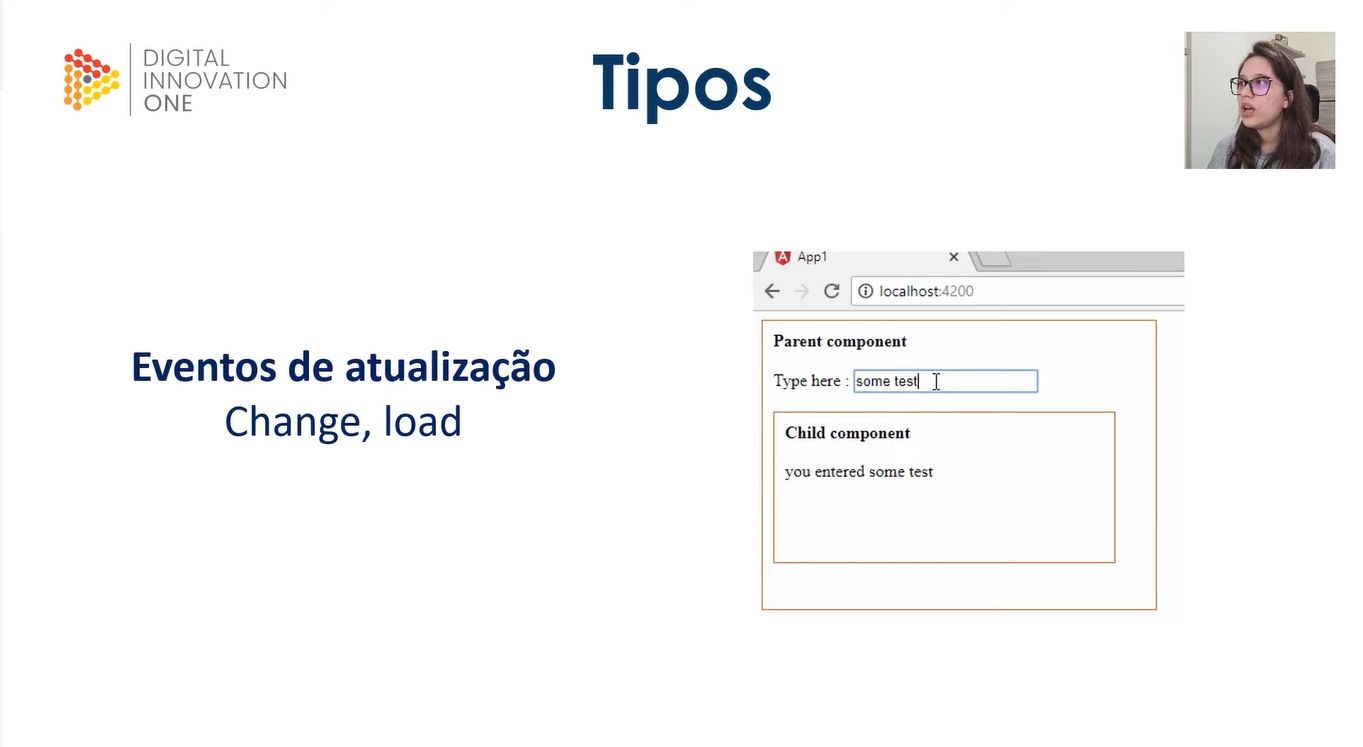 DIGITAL
INNOVATION
ONE
Tipos
Eventos de atualização
Change, load
App1
localhost:4200
Parent component
Type here : some test
Child component
you entered some test